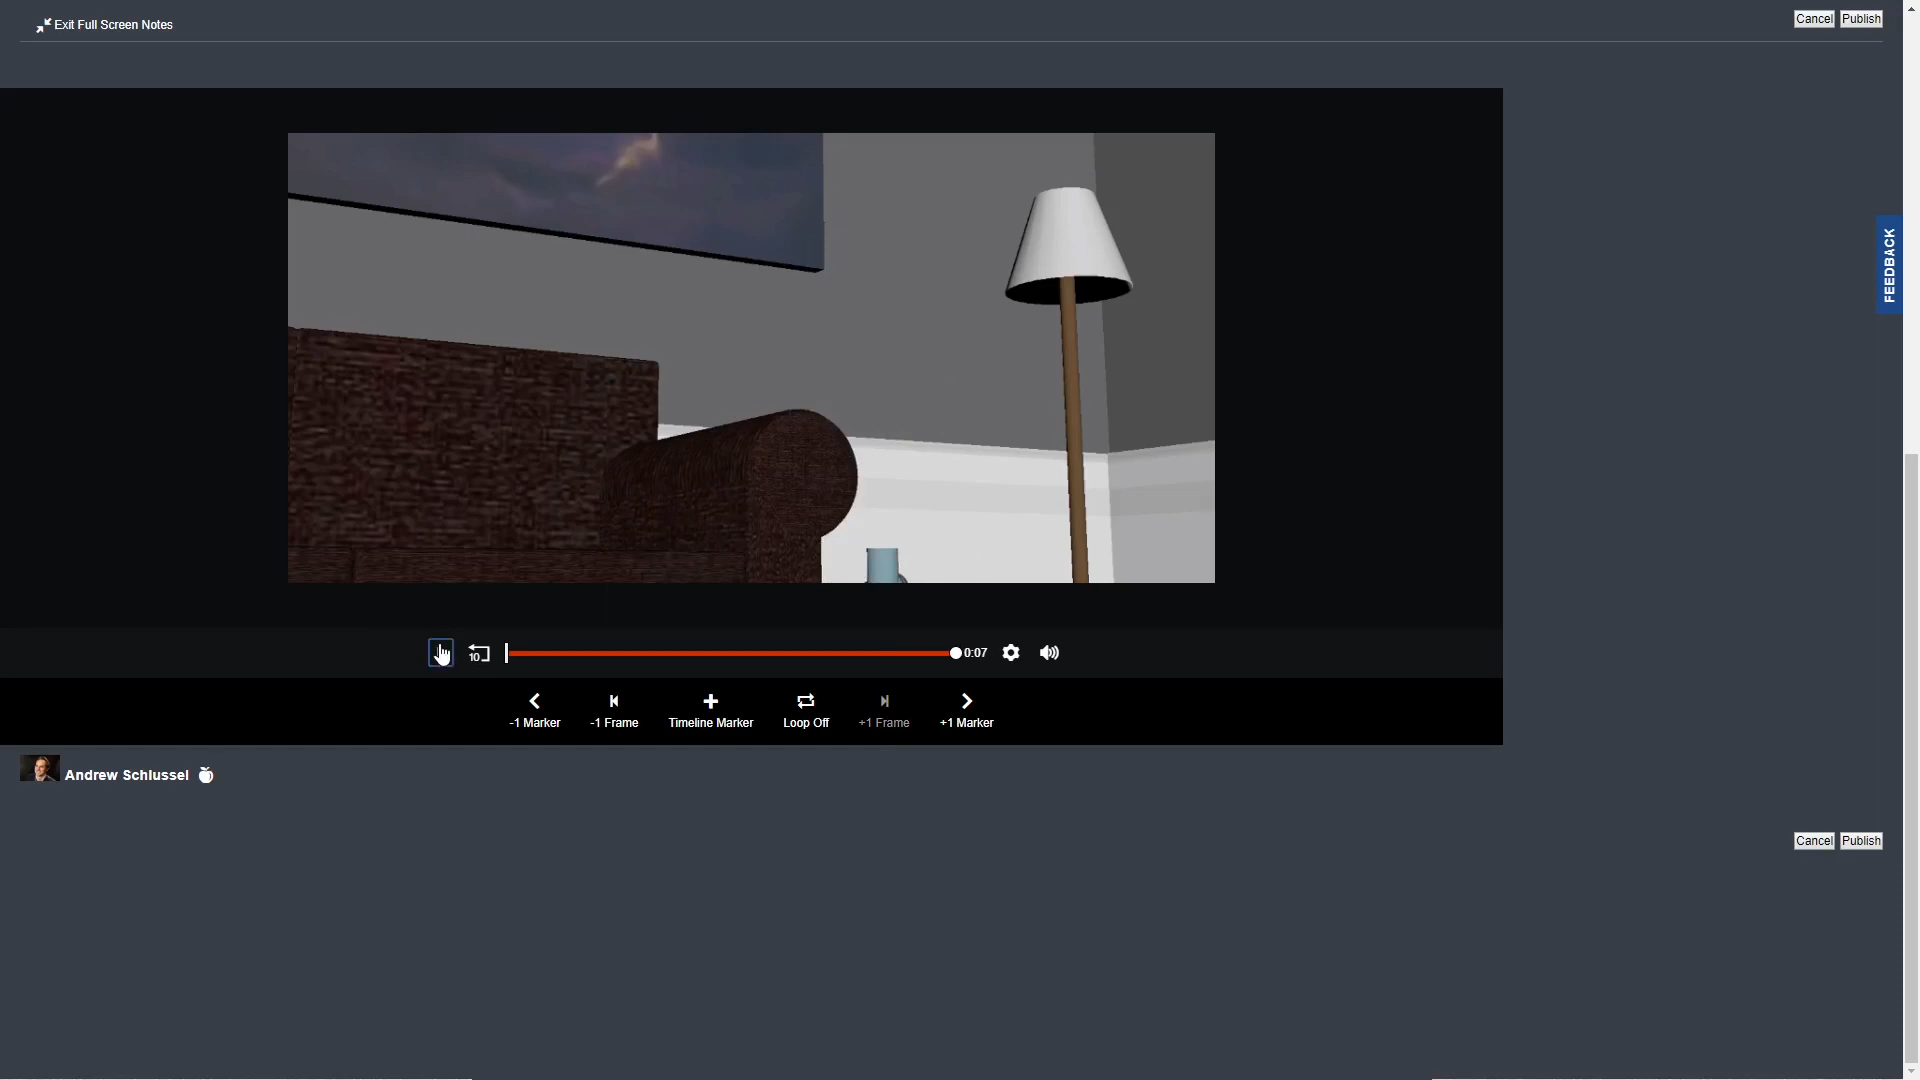 Exit Full Screen Notes
Cancel Publish
FEEDBACK
10
0:07
-1 Marker
-1 Frame
Timeline Marker
Loop Off
+1 Frame
+1 Marker
Andrew Schlussel
Cancel Publish